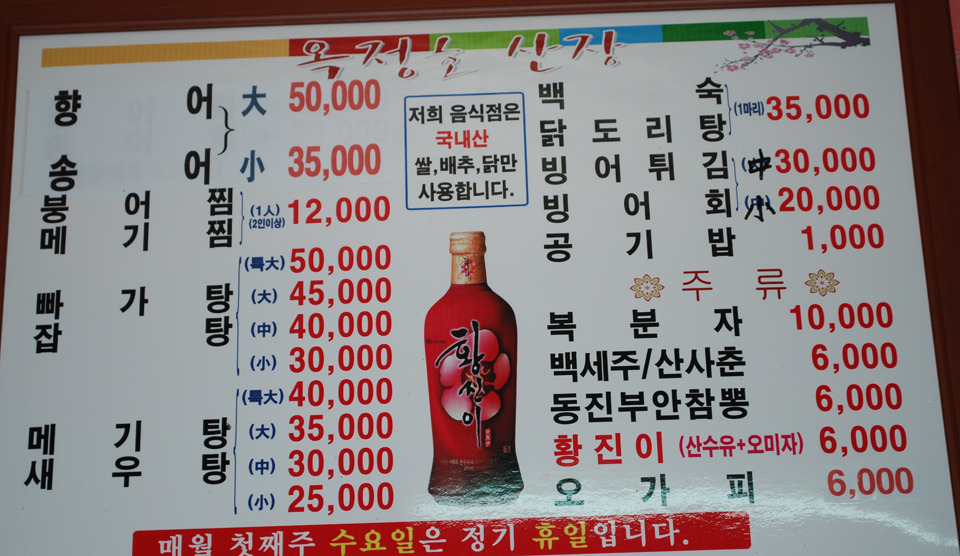 옥정호 산장
향어 大 50,000
송어 小 35,000
붕어찜
메기찜
(1人) (2인이상) 12,000
빠가탕
잡탕
(특大) 50,000
(大) 45,000
(中) 40,000
(小) 30,000
메기탕
새우탕
(특大) 40,000
(大) 35,000
(中) 30,000
(小) 25,000
저희 음식점은
국내산
쌀,배추,닭만
사용합니다.
황진이
백숙
닭도리탕
(1마리) 35,000
빙어튀김 中 30,000
빙어회 小 20,000
공기밥 1,000
주류
복분자 10,000
백세주/산사춘 6,000
동진부안참뽕 6,000
황진이 (산수유+오미자) 6,000
오가피 6,000
매월 첫째주 수요일은 정기 휴일입니다.